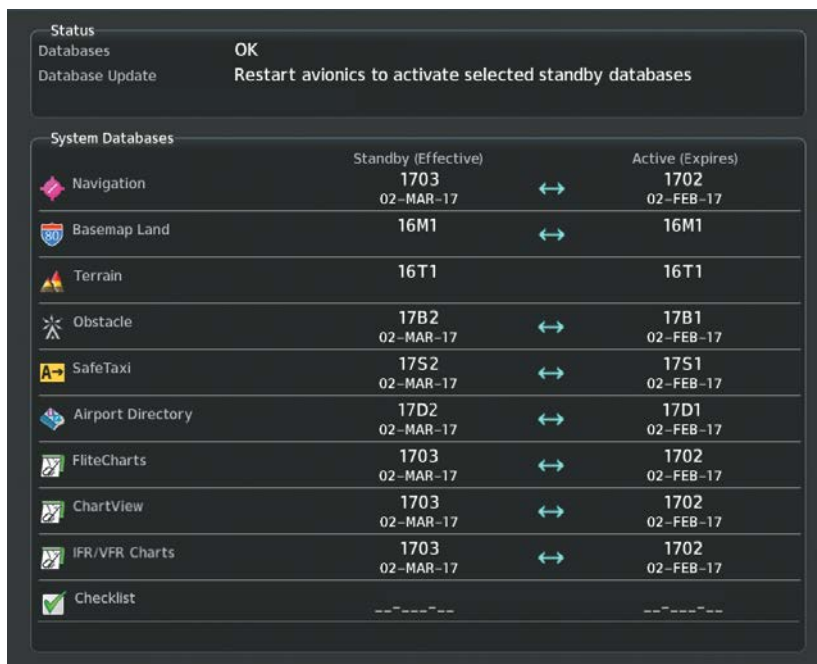 Status
Databases OK
Database Update Restart avionics to activate selected standby databases
System Databases
Standby (Effective) Active (Expires)
Navigation 1703 ↔ 1702
02-MAR-17 02-FEB-17
80 Basemap Land 16M1 ↔ 16M1
Terrain 16T1 16T1
Obstacle 17B2 ↔ 17B1
02-MAR-17 02-FEB-17
A→ SafeTaxi 17S2 ↔ 17S1
02-MAR-17 02-FEB-17
Airport Directory 17D2 ↔ 17D1
02-MAR-17 02-FEB-17
FliteCharts 1703 ↔ 1702
02-MAR-17 02-FEB-17
ChartView 1703 ↔ 1702
02-MAR-17 02-FEB-17
IFR/VFR Charts 1703 ↔ 1702
02-MAR-17 02-FEB-17
Checklist
__-___-__ __-___-__